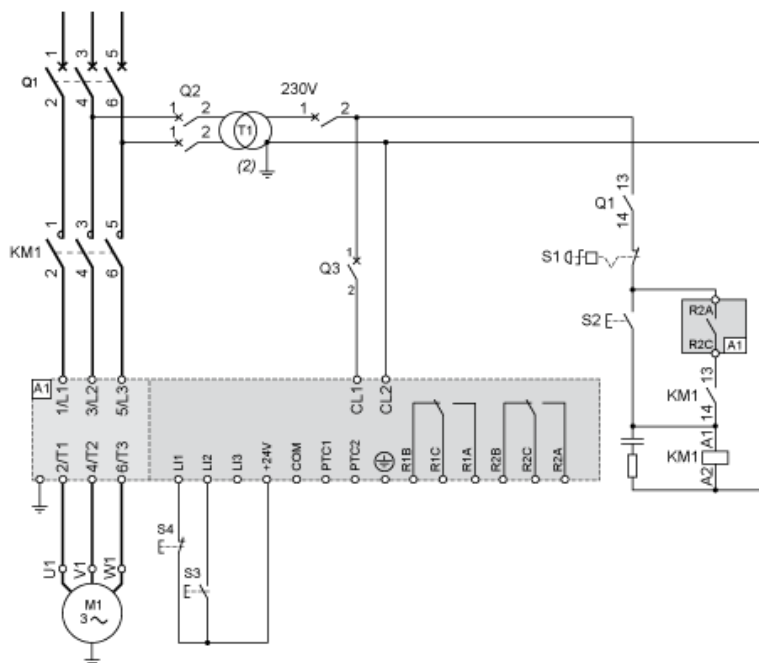 1 3 5
Q1
2 4 6
Q2
1 2
1 2
T1
(2)
230V
1 2
13
Q1
14
S1
1 3 5
KM1
2 4 6
1
Q3
2
S2
R2A
R2C
A1
13
KM1
14
A1
KM1
A2
A1
1/L1 3/L2 5/L3 CL1 CL2
2/T1 4/T2 6/T3 LI1 LI2 LI3 +24V COM PTC1 PTC2 R1B R1C R1A R2B R2C R2A
S4
S3
U1 V1 W1
M1
3~